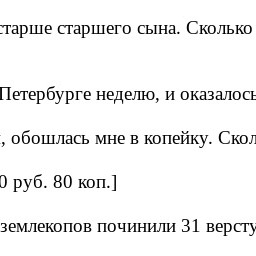 старше старшего сына. Сколько
Петербурге неделю, и оказалось
, обошлась мне в копейку. Скол
0 руб. 80 коп.]
землекопов починили 31 версту